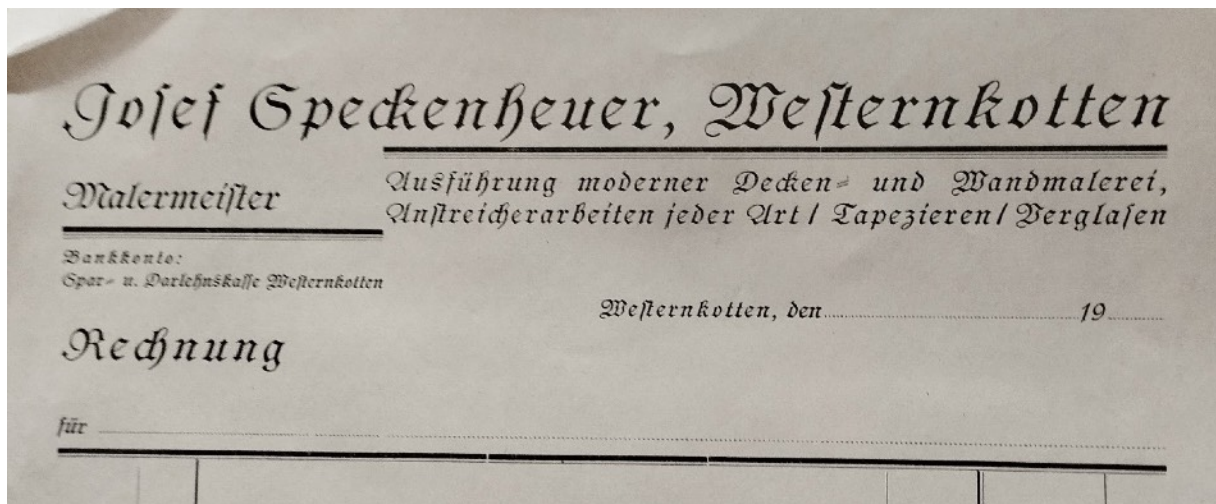 Josef Speckenheuer, Westernkotten
Malermeister
Ausführung moderner Decken- und Wandmalerei,
Anstreicherarbeiten jeder Art / Tapezieren / Verglasen
Bankkonto:
Spar- u. Darlehnskasse Westernkotten
Westernkotten, den 19
Rechnung
für